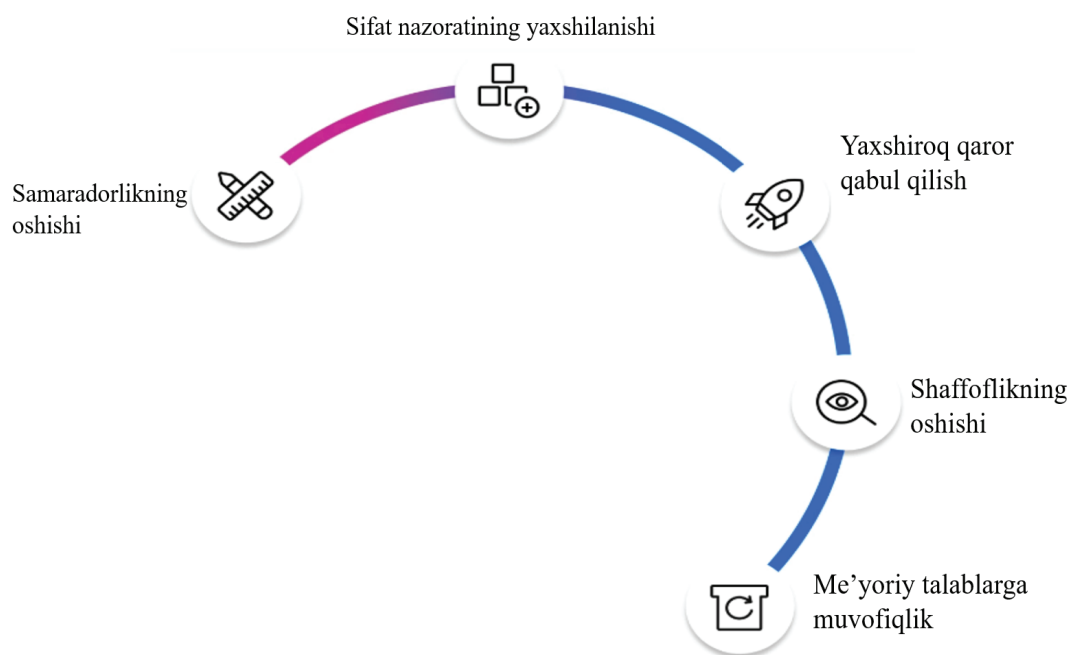 Sifat nazoratining yaxshilanishi
Samaradorlikning
oshishi
Yaxshiroq qaror
qabul qilish
Shaffoflikning
oshishi
Me’yoriy talablarga
muvofiqlik